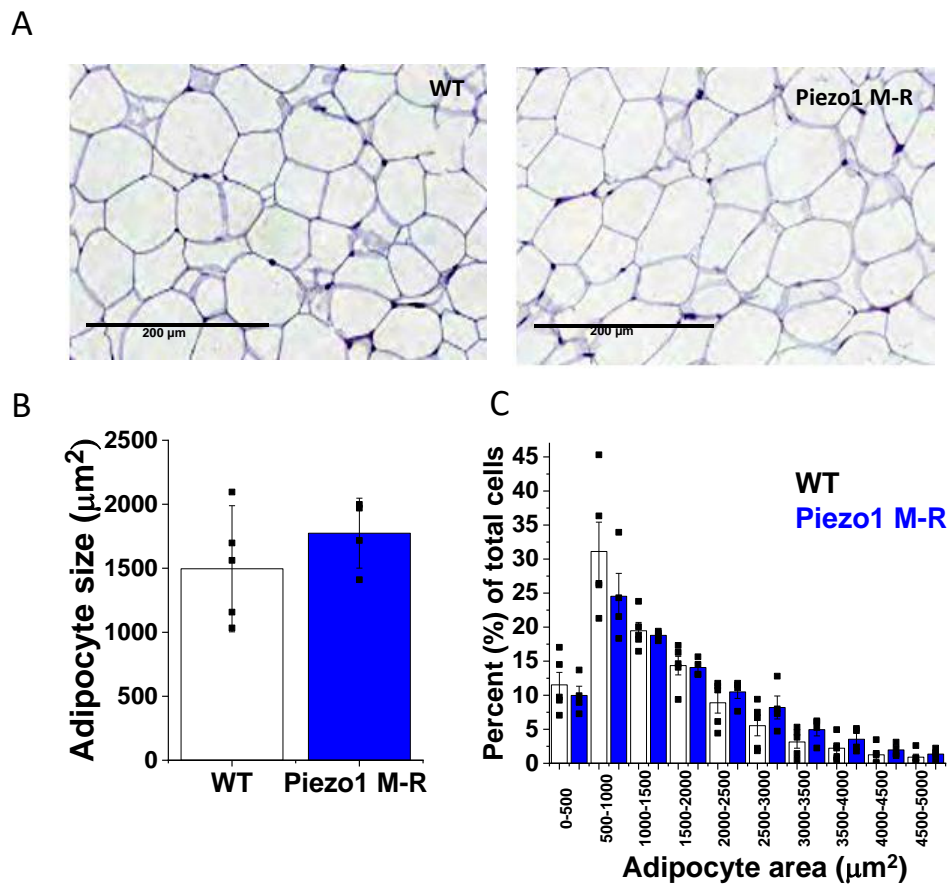 A
WT
Piezo1 M-R
200 µm
200 µm
B
C
Adipocyte size (µm²)
2500
2000
1500
1000
500
0
WT
Piezo1 M-R
Percent (%) of total cells
45
40
35
30
25
20
15
10
5
0
WT
Piezo1 M-R
0-500
500-1000
1000-1500
1500-2000
2000-2500
2500-3000
3000-3500
3500-4000
4000-4500
4500-5000
Adipocyte area (µm²)